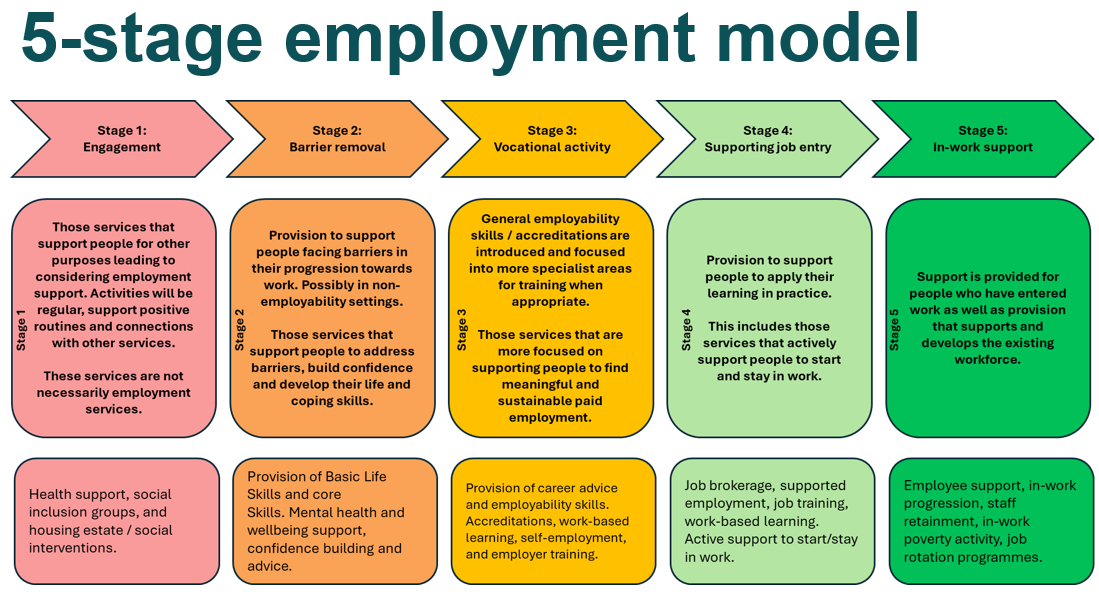 5-stage employment model
Stage 1:
Engagement
Stage 2:
Barrier removal
Stage 3:
Vocational activity
Stage 4:
Supporting job entry
Stage 5:
In-work support
Stage 1
Those services that
support people for other
purposes leading to
considering employment
support. Activities will be
regular, support positive
routines and connections
with other services.
These services are not
necessarily employment
services.
Stage 2
Provision to support
people facing barriers in
their progression towards
work. Possibly in non-
employability settings.
Those services that
support people to address
barriers, build confidence
and develop their life and
coping skills.
Stage 3
General employability
skills / accreditations are
introduced and focused
into more specialist areas
for training when
appropriate.
Those services that are
more focused on
supporting people to find
meaningful and
sustainable paid
employment.
Stage 4
Provision to support
people to apply their
learning in practice.
This includes those
services that actively
support people to start
and stay in work.
Stage 5
Support is provided for
people who have entered
work as well as provision
that supports and
develops the existing
workforce.
Health support, social
inclusion groups, and
housing estate / social
interventions.
Provision of Basic Life
Skills and core
Skills. Mental health and
wellbeing support,
confidence building and
advice.
Provision of career advice
and employability skills.
Accreditations, work-based
learning, self-employment,
and employer training.
Job brokerage, supported
employment, job training,
work-based learning.
Active support to start/stay
in work.
Employee support, in-work
progression, staff
retainment, in-work
poverty activity, job
rotation programmes.